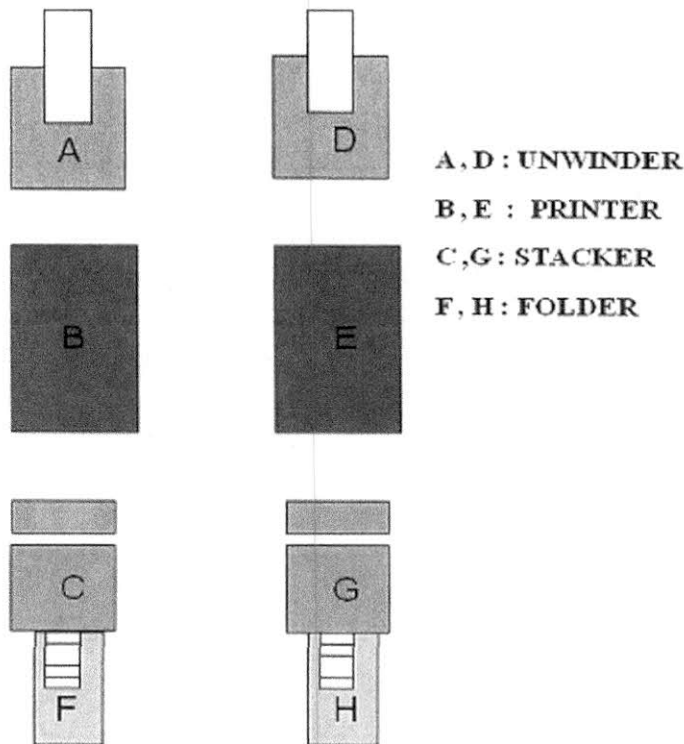 A
D
A, D : UNWINDER
B, E : PRINTER
C,G: STACKER
F, H: FOLDER
B
E
C
G
F
H